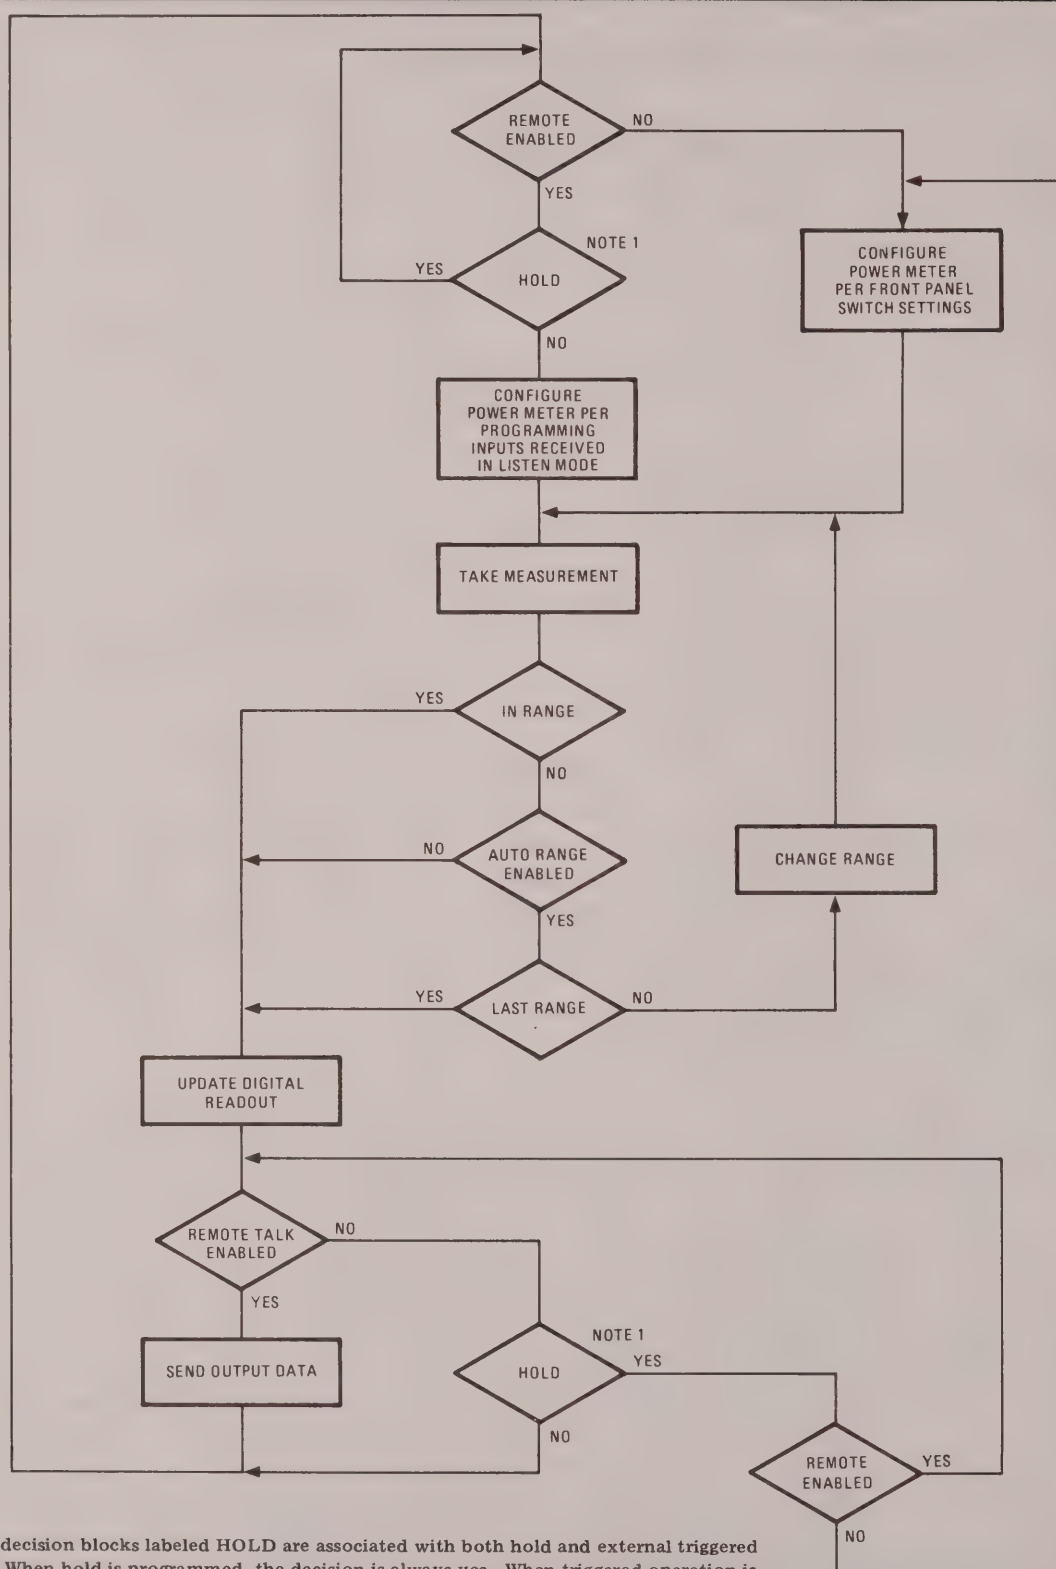 REMOTE
ENABLED
NO
YES
NOTE 1
YES
HOLD
NO
CONFIGURE
POWER METER
PER FRONT PANEL
SWITCH SETTINGS
CONFIGURE
POWER METER PER
PROGRAMMING
INPUTS RECEIVED
IN LISTEN MODE
TAKE MEASUREMENT
YES
IN RANGE
NO
NO
AUTO RANGE
ENABLED
YES
CHANGE RANGE
YES
LAST RANGE
NO
UPDATE DIGITAL
READOUT
REMOTE TALK
ENABLED
NO
YES
SEND OUTPUT DATA
NOTE 1
HOLD
YES
NO
REMOTE
ENABLED
YES
NO
decision blocks labeled HOLD are associated with both hold and external triggered
When hold is programmed, the decision is always yes. When triggered operation is